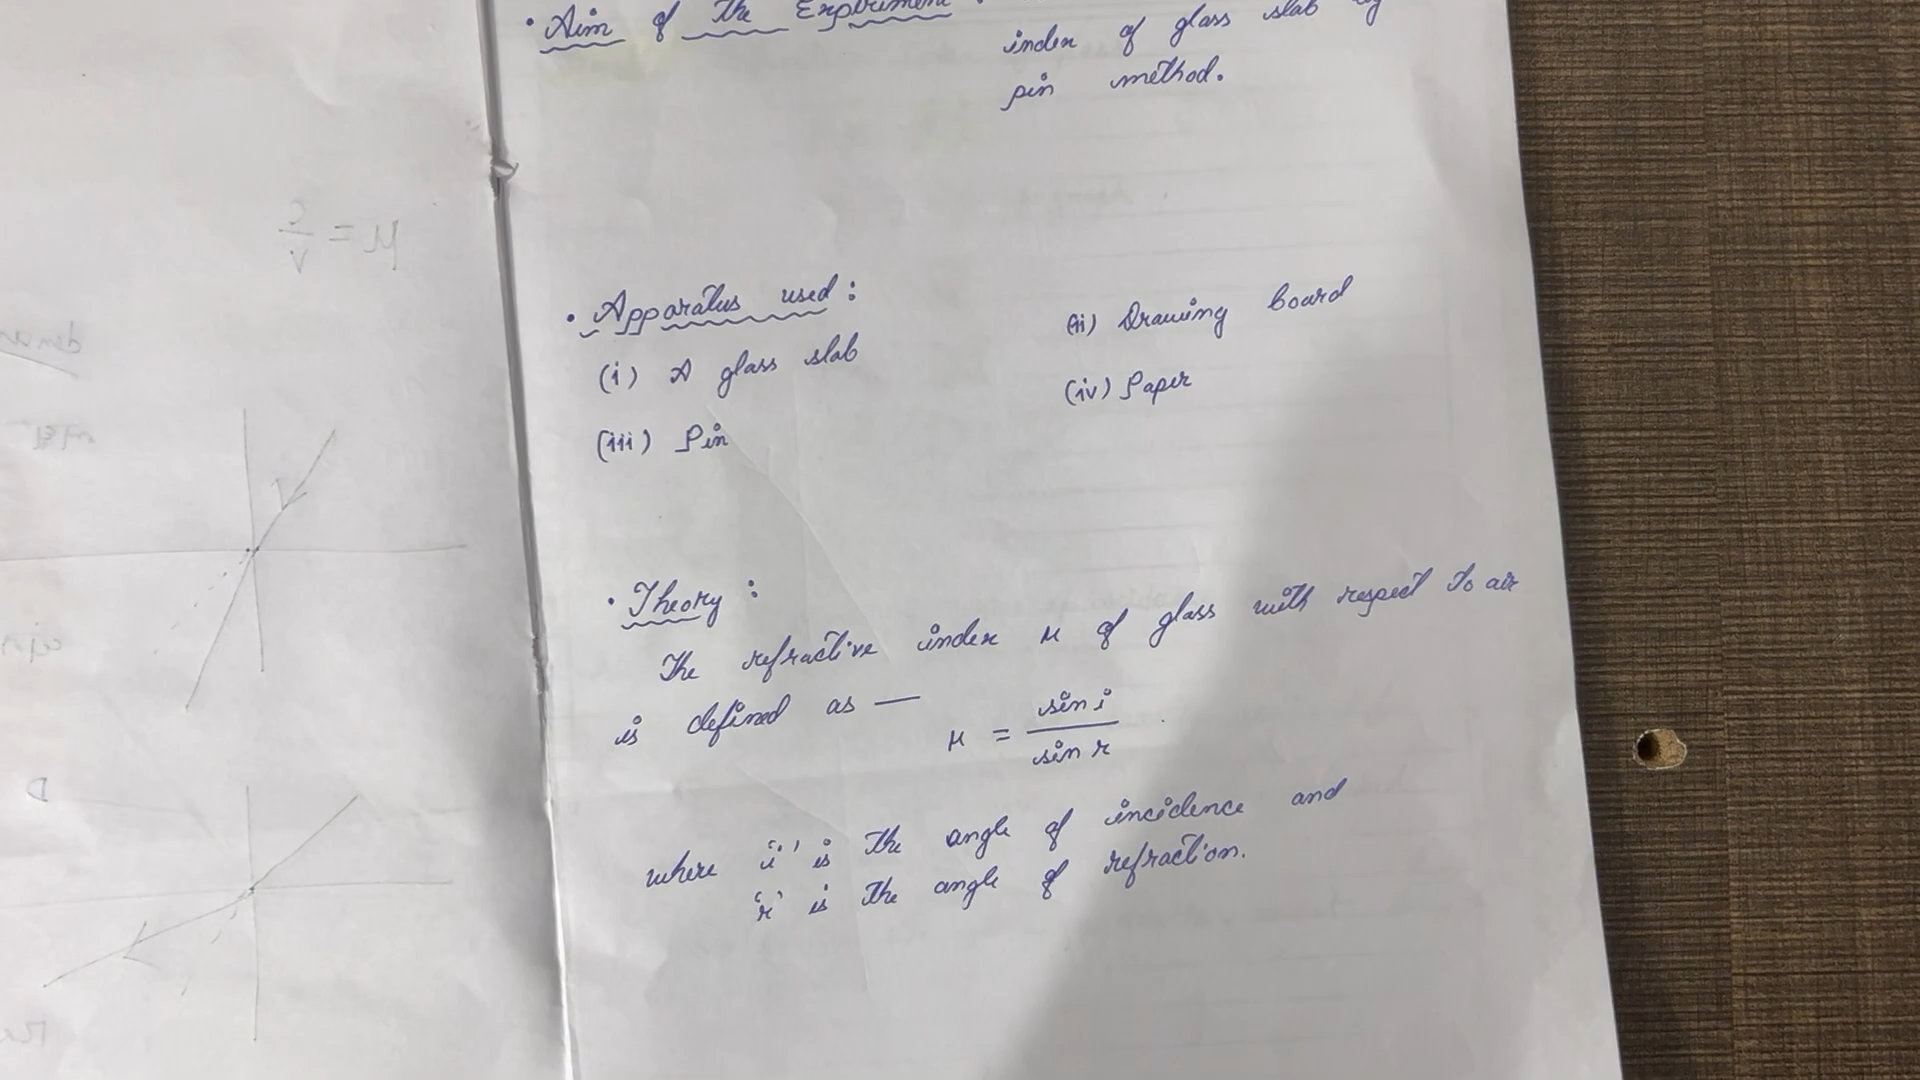 • Aim of the Experiment :
index of glass slab by
pin method.
• Apparatus used :
(i) A glass slab
(ii) Drawing board
(iii) Pin
(iv) Paper
• Theory :
The refractive index μ of glass with respect to air
is defined as —
μ = sin i / sin r
where 'i' is the angle of incidence and
'r' is the angle of refraction.